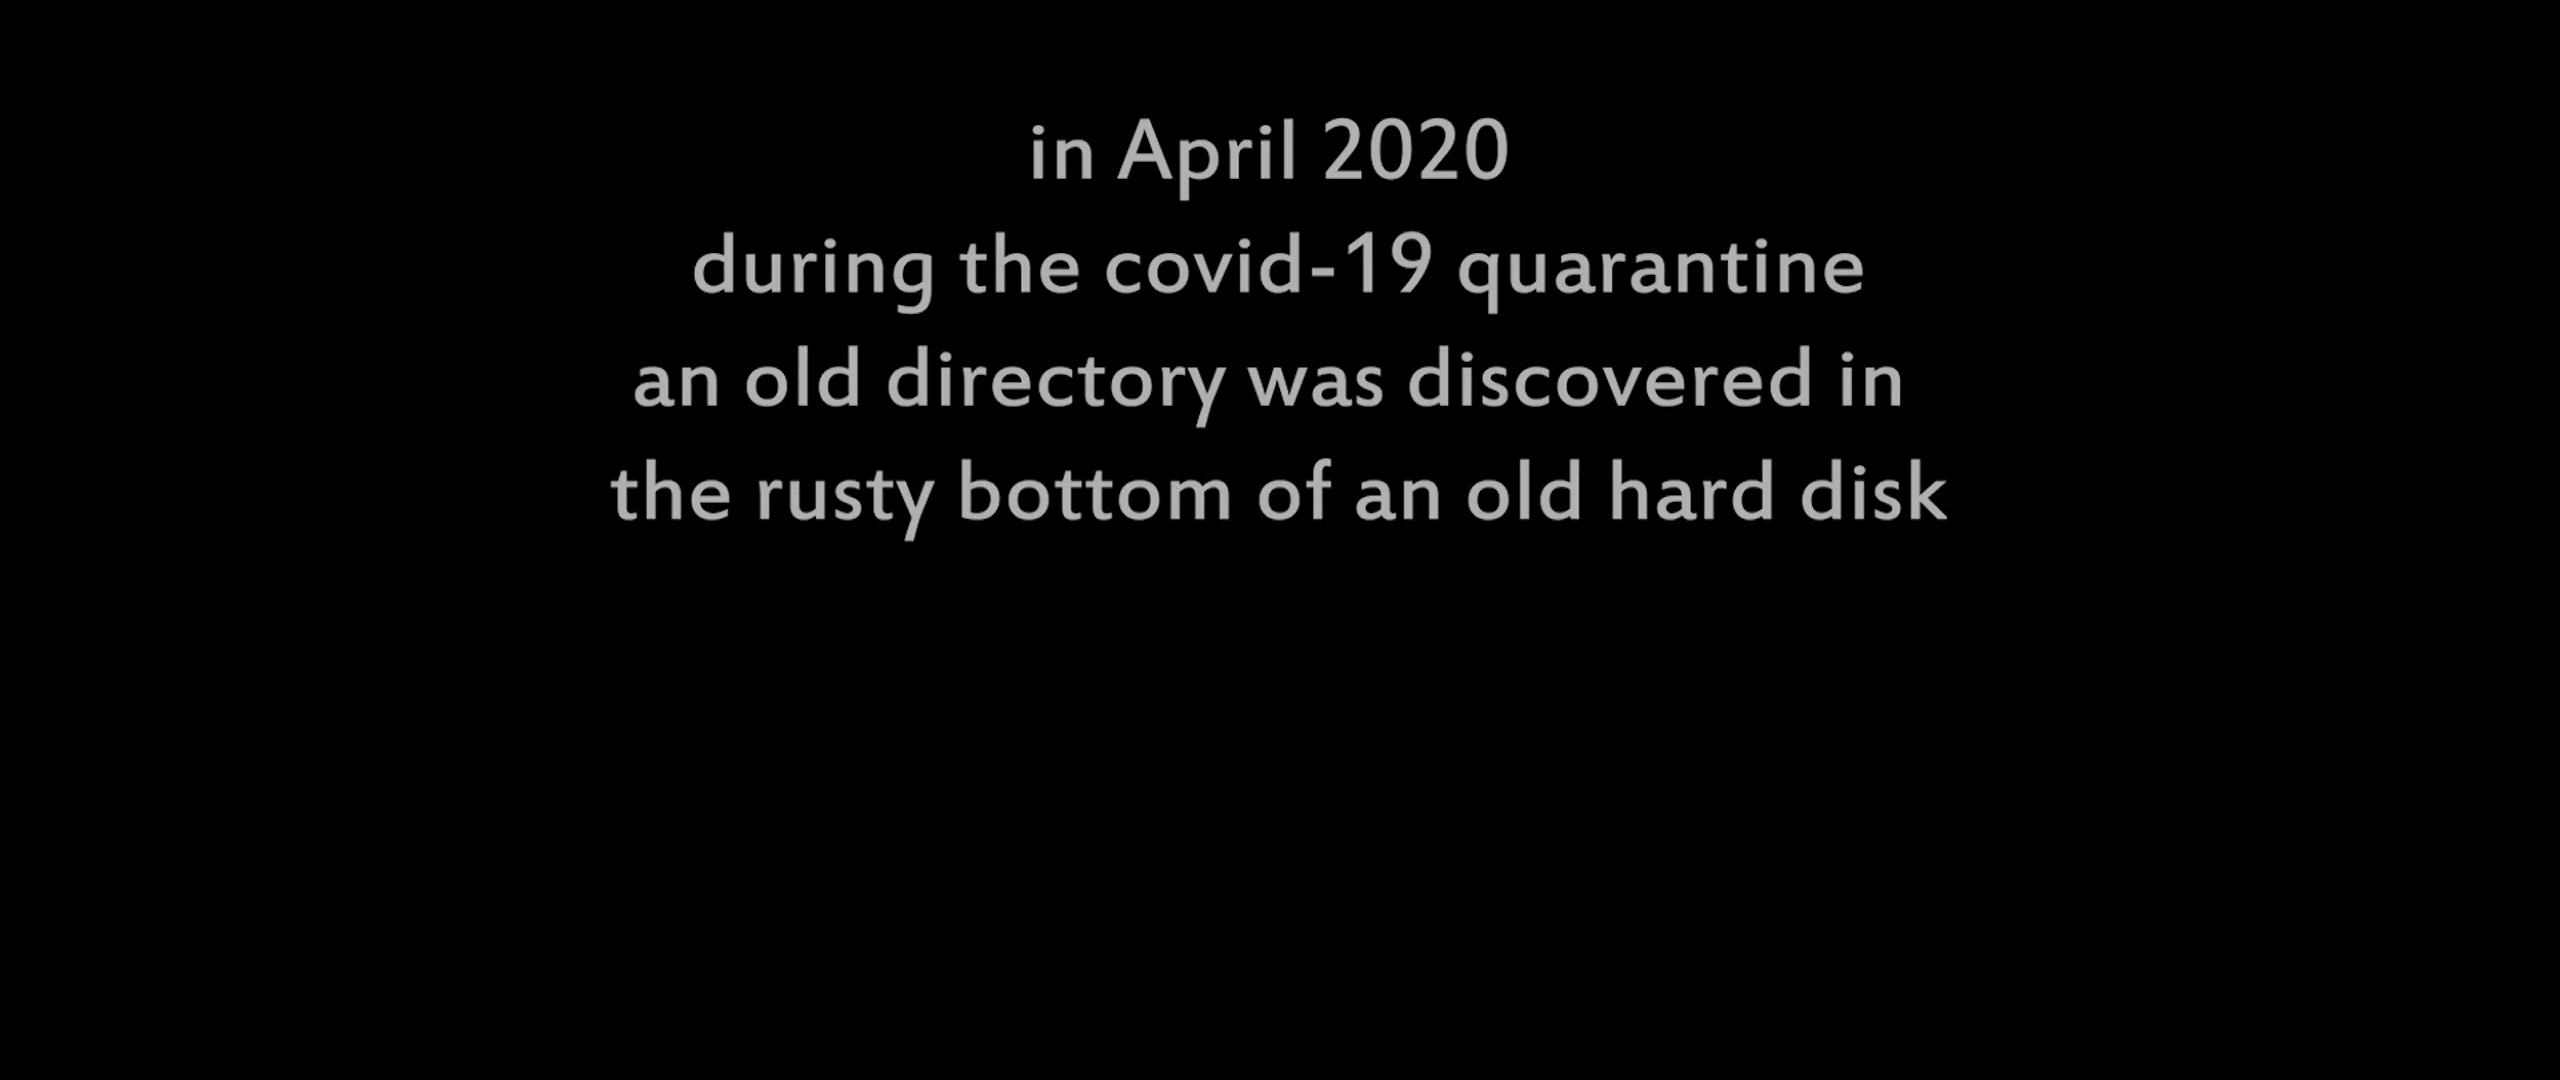 in April 2020
during the covid-19 quarantine
an old directory was discovered in
the rusty bottom of an old hard disk